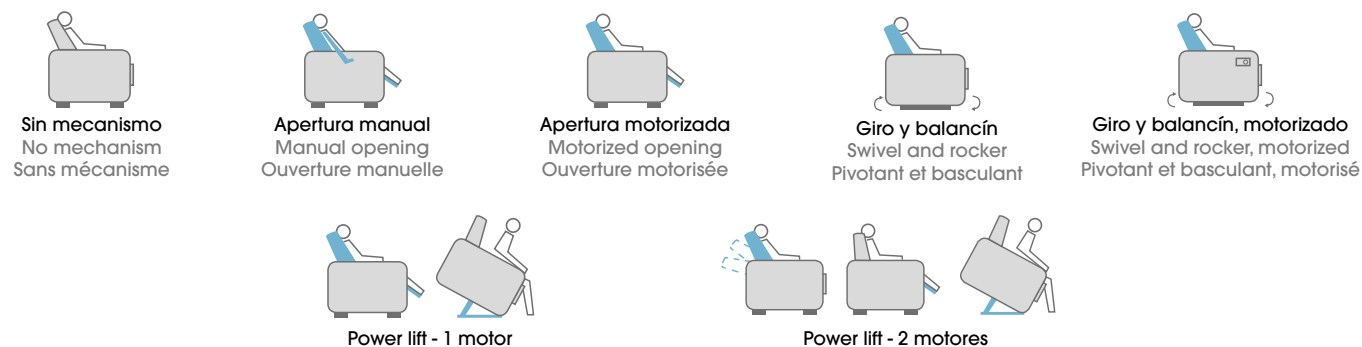 Sin mecanismo
No mechanism
Sans mécanisme
Apertura manual
Manual opening
Ouverture manuelle
Apertura motorizada
Motorized opening
Ouverture motorisée
Giro y balancín
Swivel and rocker
Pivotant et basculant
Giro y balancín, motorizado
Swivel and rocker, motorized
Pivotant et basculant, motorisé
Power lift - 1 motor
Power lift - 2 motores